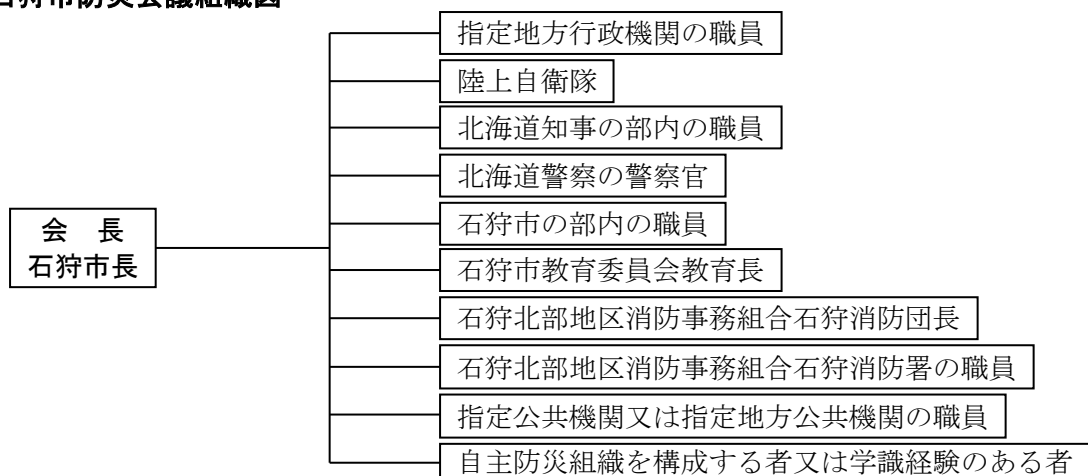 石狩市防災会議組織図
指定地方行政機関の職員
陸上自衛隊
北海道知事の部内の職員
北海道警察の警察官
会　長
石狩市長
石狩市の部内の職員
石狩市教育委員会教育長
石狩北部地区消防事務組合石狩消防団長
石狩北部地区消防事務組合石狩消防署の職員
指定公共機関又は指定地方公共機関の職員
自主防災組織を構成する者又は学識経験のある者